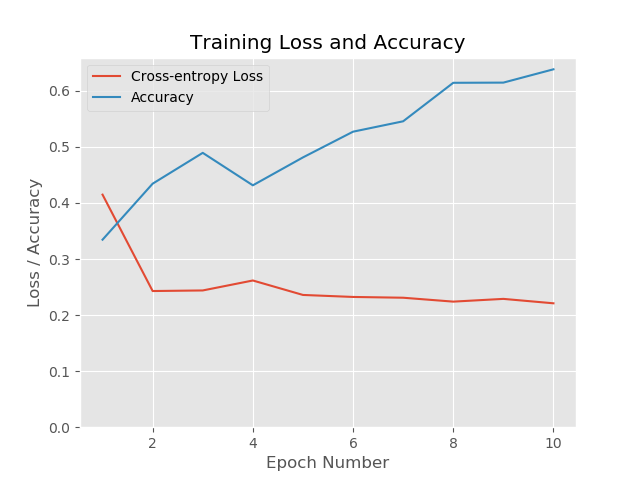 Training Loss and Accuracy
Cross-entropy Loss
Accuracy
Loss / Accuracy
0.6
0.5
0.4
0.3
0.2
0.1
0.0
2 4 6 8 10
Epoch Number